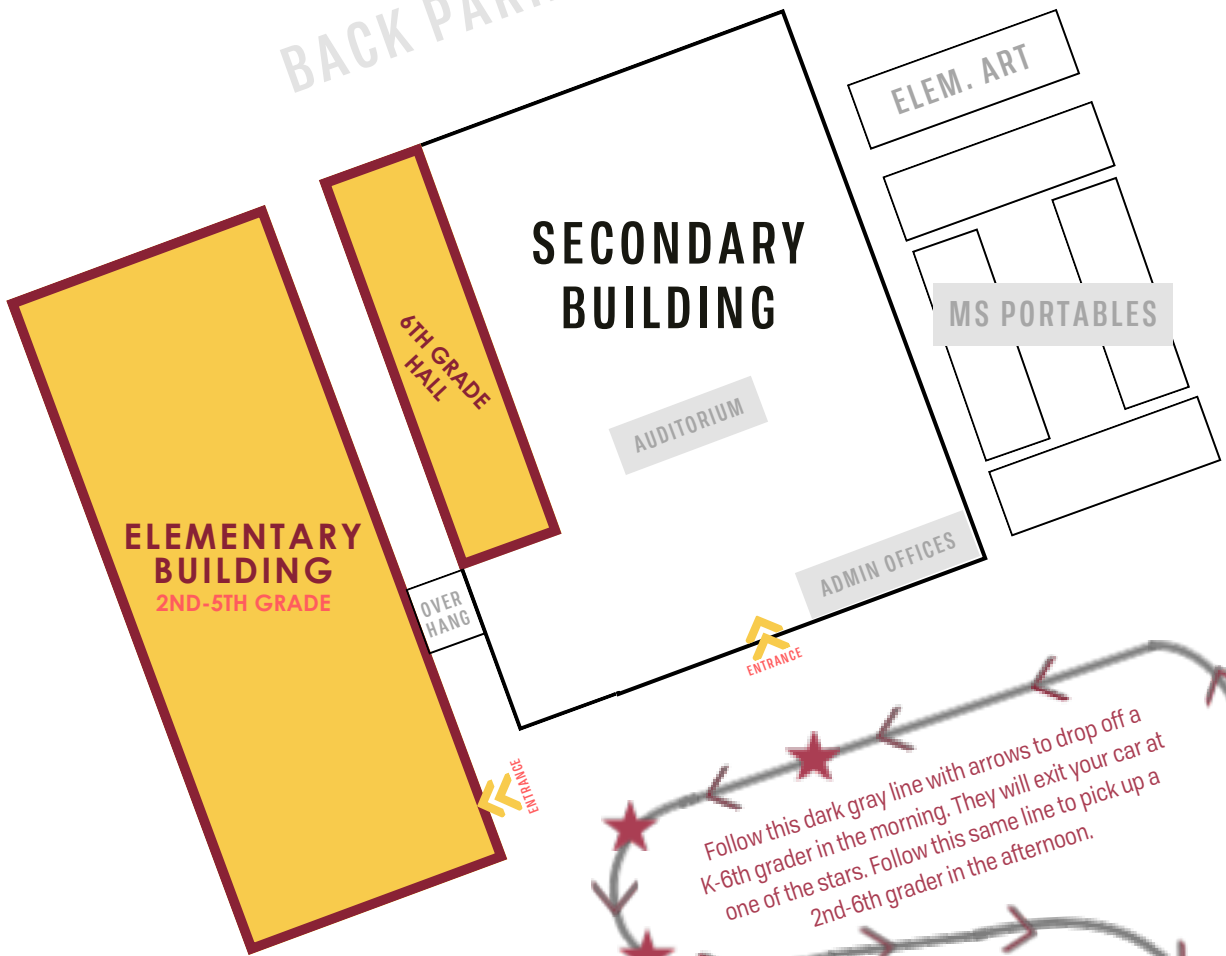 BACK
ELEM. ART
SECONDARY
BUILDING
MS PORTABLES
6TH GRADE
HALL
AUDITORIUM
ELEMENTARY
BUILDING
2ND-5TH GRADE
OVER
HANG
ADMIN OFFICES
ENTRANCE
ENTRANCE
Follow this dark gray line with arrows to drop off a
K-6th grader in the morning. They will exit your car at
one of the stars. Follow this same line to pick up a
2nd-6th grader in the afternoon.